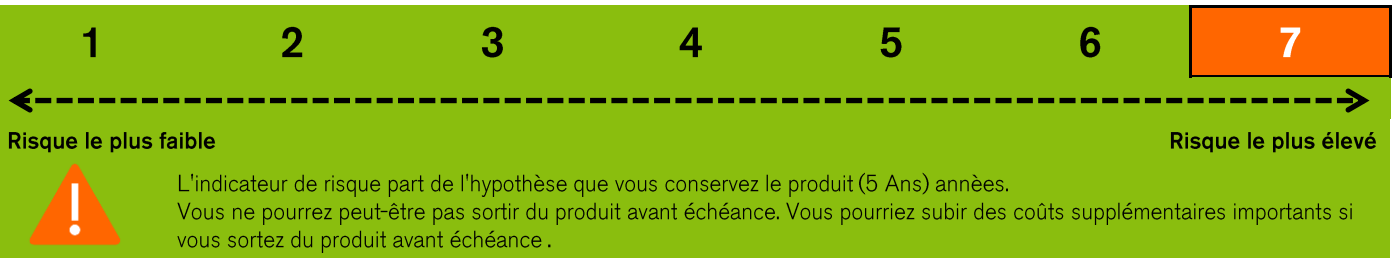 1 2 3 4 5 6 7
Risque le plus faible Risque le plus élevé
L'indicateur de risque part de l'hypothèse que vous conservez le produit (5 Ans) annèes.
Vous ne pourrez peut-être pas sortir du produit avant échéance. Vous pourriez subir des coûts supplémentaires importants si
vous sortez du produit avant échéance .